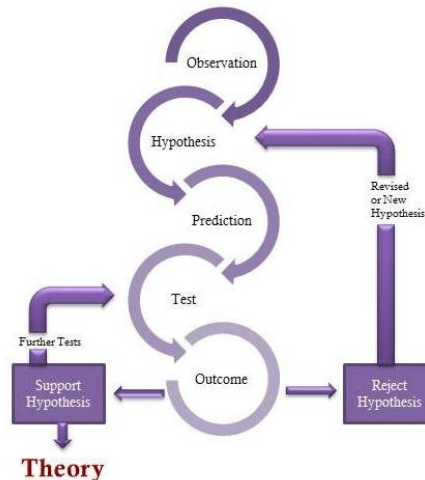 Observation
Hypothesis
Revised
or New
Hypothesis
Prediction
Test
Further Tests
Outcome
Support
Hypothesis
Reject
Hypothesis
Theory